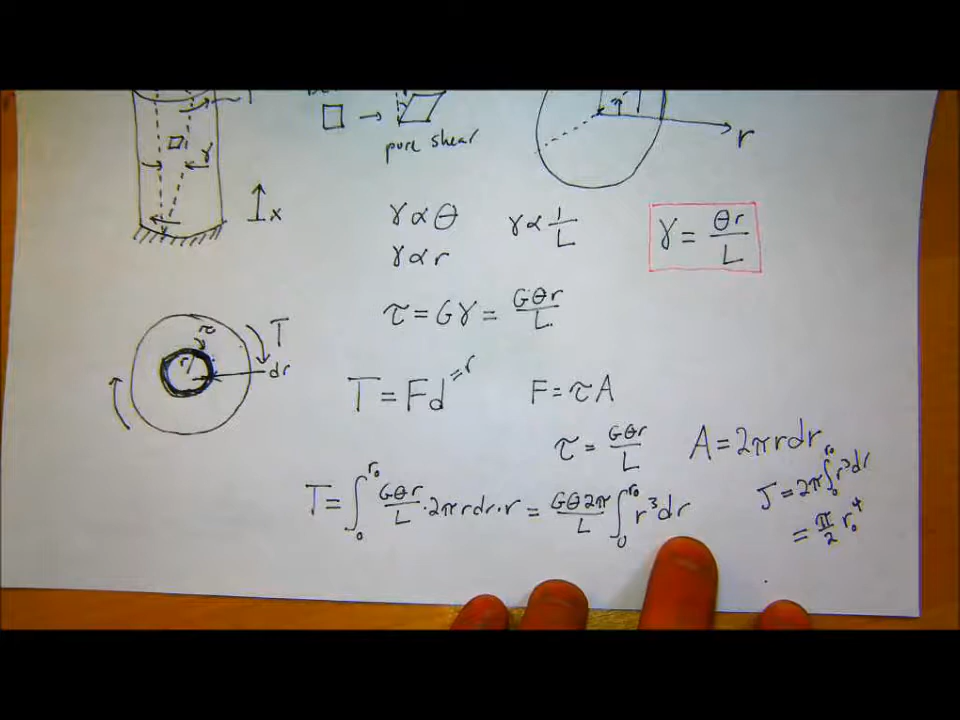 pure shear
γ
x
r
γ ∝ θ
γ ∝ 1/L
γ = θr/L
γ ∝ r
τ = Gγ = Gθr/L
τ
r
T
dr
T = Fd = r
F = τA
τ = Gθr/L
A = 2πrdr
T = ∫₀^r₀ Gθr/L · 2πrdr · r = Gθ2π/L ∫₀^r₀ r³dr
J = 2π∫₀^r₀ r³dr
= π/2 r₀⁴